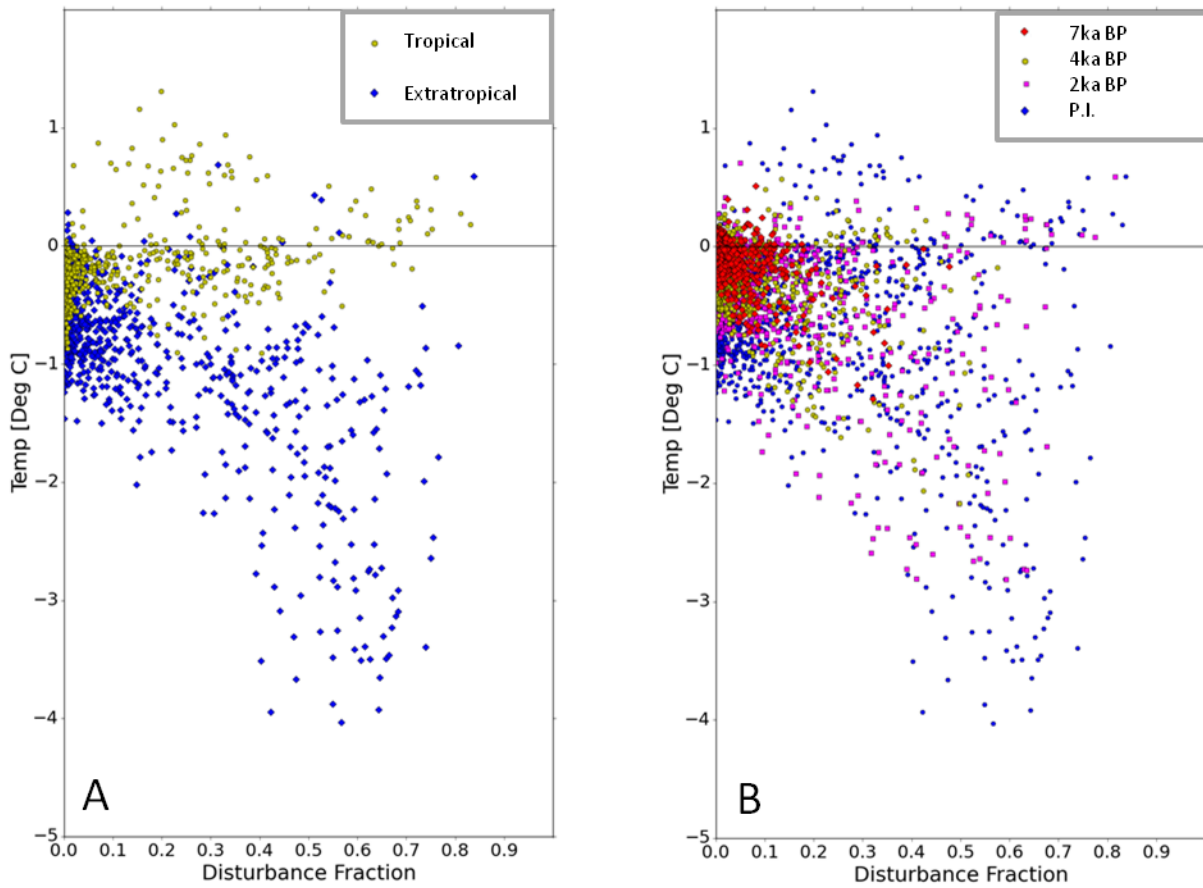 Tropical
Extratropical
1
0
−1
−2
−3
−4
−5
Temp [Deg C]
0.0 0.1 0.2 0.3 0.4 0.5 0.6 0.7 0.8 0.9
Disturbance Fraction
A
7ka BP
4ka BP
2ka BP
P.I.
1
0
−1
−2
−3
−4
−5
Temp [Deg C]
0.0 0.1 0.2 0.3 0.4 0.5 0.6 0.7 0.8 0.9
Disturbance Fraction
B